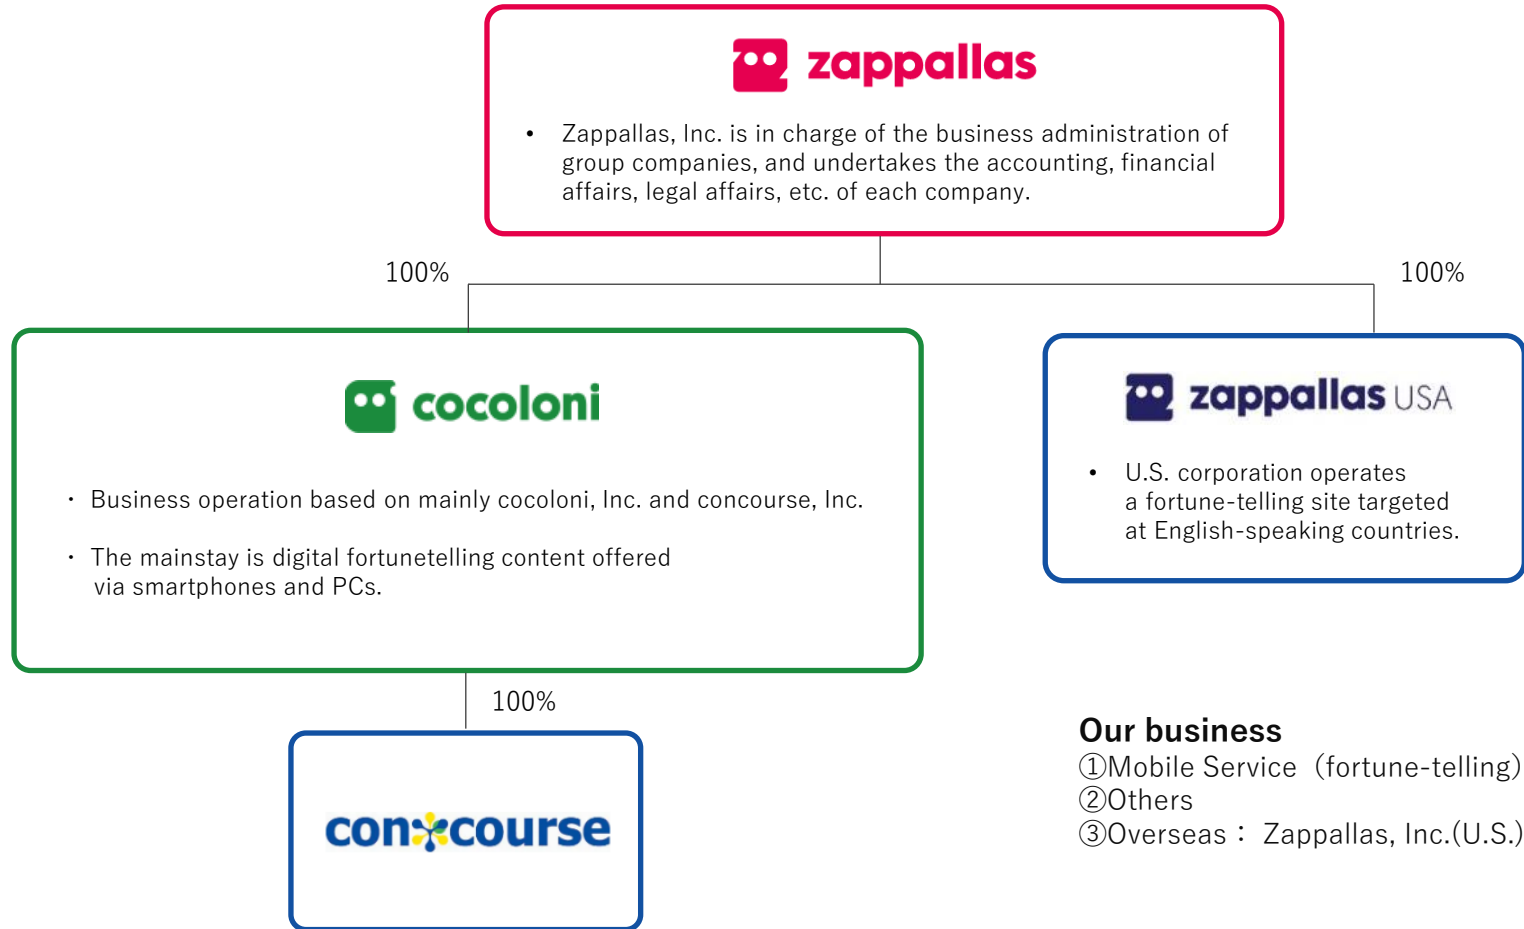 zappallas
• Zappallas, Inc. is in charge of the business administration of
group companies, and undertakes the accounting, financial
affairs, legal affairs, etc. of each company.
100%
100%
cocoloni
・ Business operation based on mainly cocoloni, Inc. and concourse, Inc.
・ The mainstay is digital fortunetelling content offered
via smartphones and PCs.
zappallas USA
• U.S. corporation operates
a fortune-telling site targeted
at English-speaking countries.
100%
concourse
Our business
①Mobile Service（fortune-telling)
②Others
③Overseas： Zappallas, Inc.(U.S.)